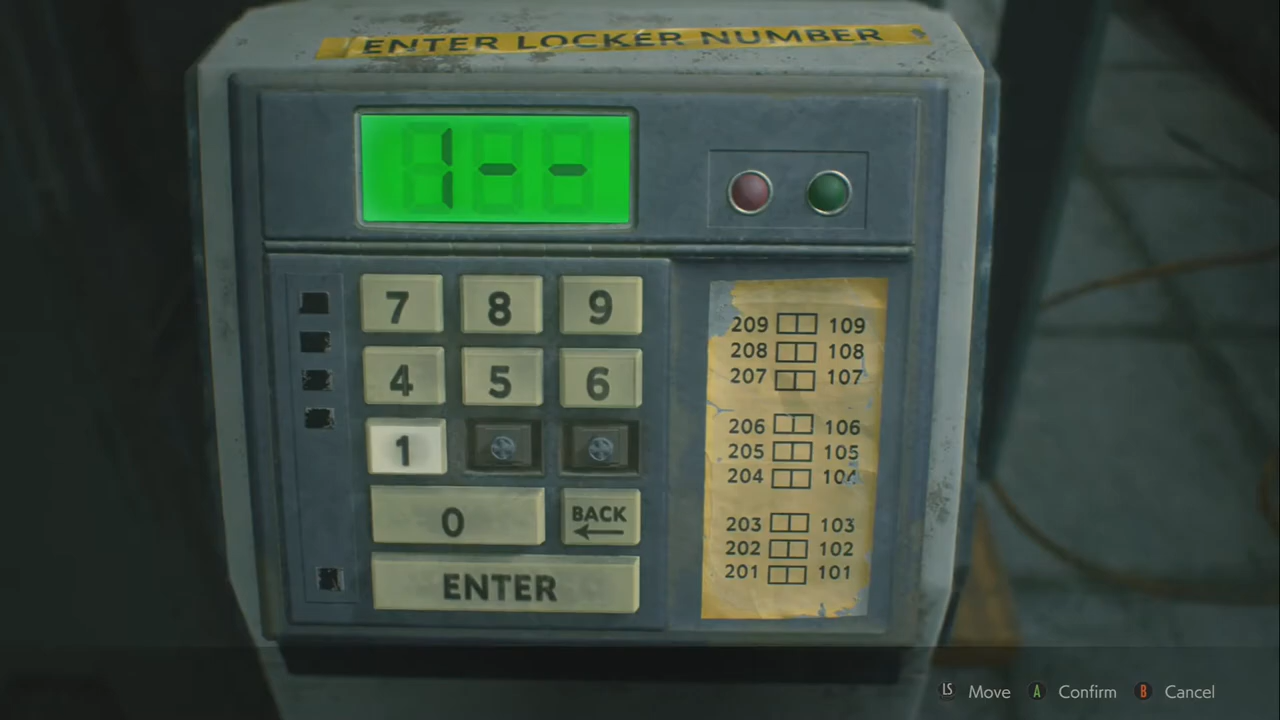 ENTER LOCKER NUMBER
1--
7 8 9
4 5 6
1
0 BACK
ENTER
209 109
208 108
207 107
206 106
205 105
204 104
203 103
202 102
201 101
LS Move A Confirm B Cancel